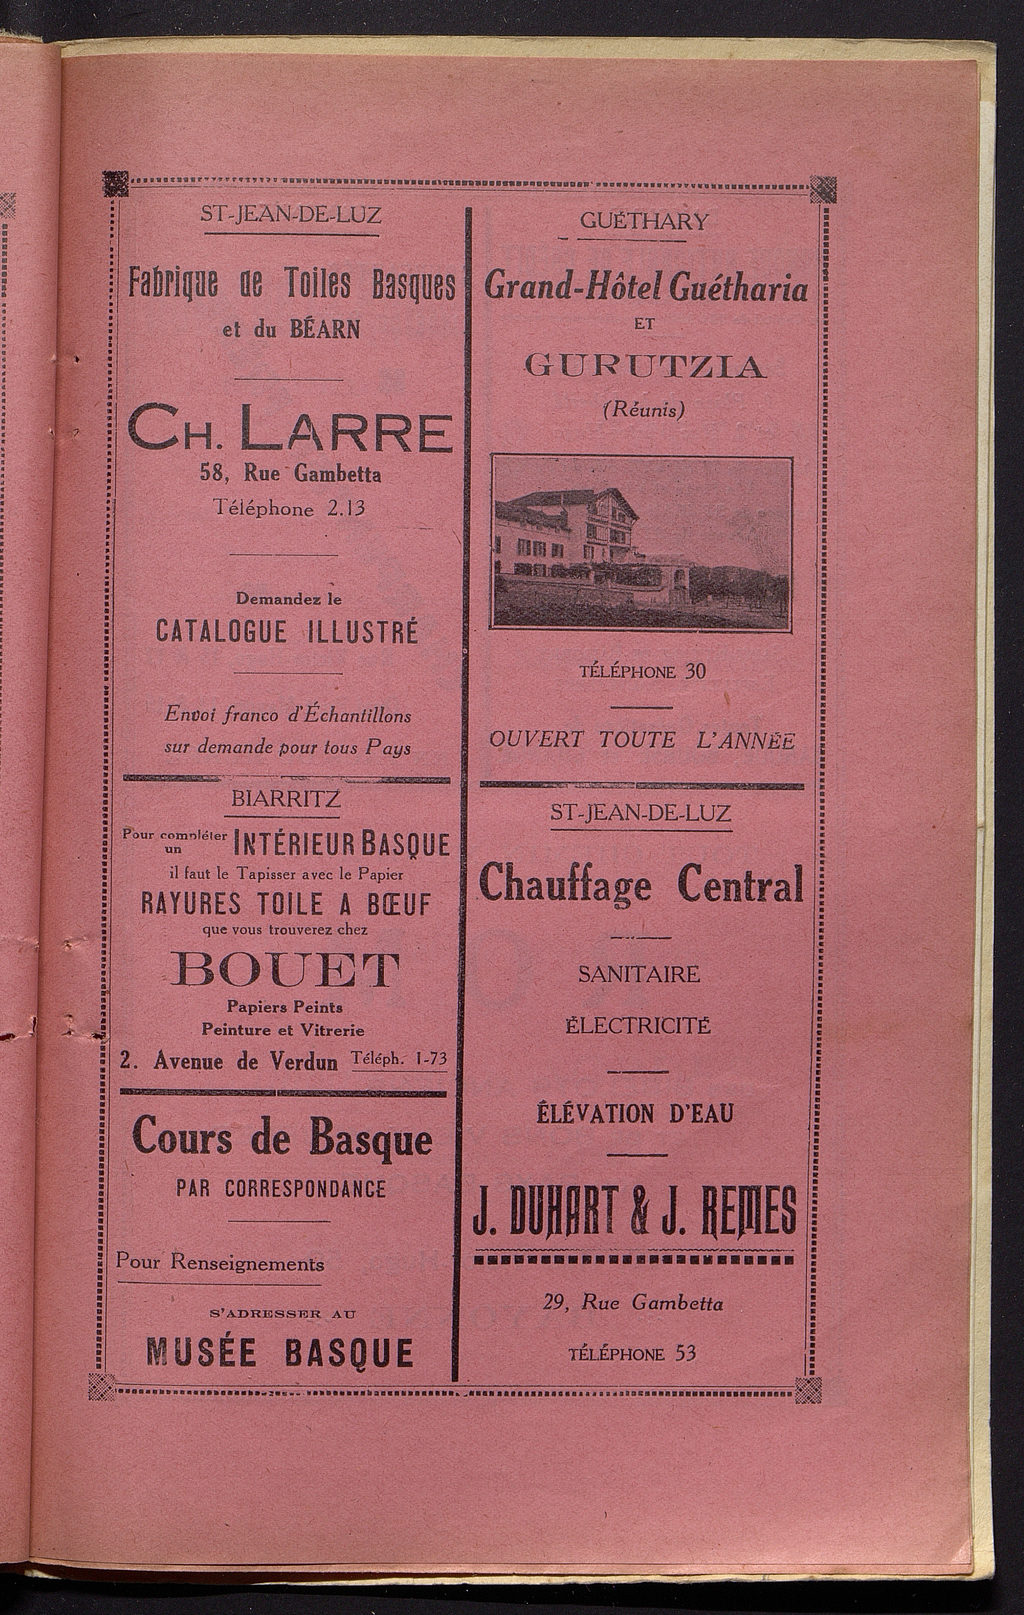 ST-JEAN-DE-LUZ
Fabrique de Toiles Basques
et du BÉARN
CH. LARRE
58, Rue Gambetta
Téléphone 2.13
Demandez le
CATALOGUE ILLUSTRÉ
Envoi franco d'Échantillons
sur demande pour tous Pays
BIARRITZ
Pour compléter un INTÉRIEUR BASQUE
il faut le Tapisser avec le Papier
RAYURES TOILE A BŒUF
que vous trouverez chez
BOUET
Papiers Peints
Peinture et Vitrerie
2. Avenue de Verdun Téléph. 1-73
Cours de Basque
PAR CORRESPONDANCE
Pour Renseignements
S'ADRESSER AU
MUSÉE BASQUE
GUÉTHARY
Grand-Hôtel Guétharia
ET
GURUTZIA
(Réunis)
TÉLÉPHONE 30
OUVERT TOUTE L'ANNÉE
ST-JEAN-DE-LUZ
Chauffage Central
SANITAIRE
ÉLECTRICITÉ
ÉLÉVATION D'EAU
J. DUHART & J. REMES
29, Rue Gambetta
TÉLÉPHONE 53